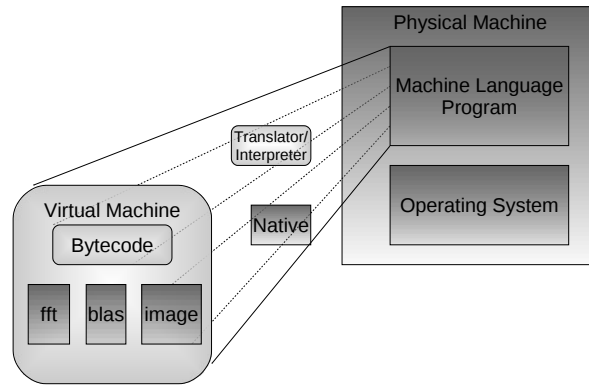 Physical Machine
Machine Language
Program
Translator/
Interpreter
Operating System
Virtual Machine
Native
Bytecode
fft
blas
image